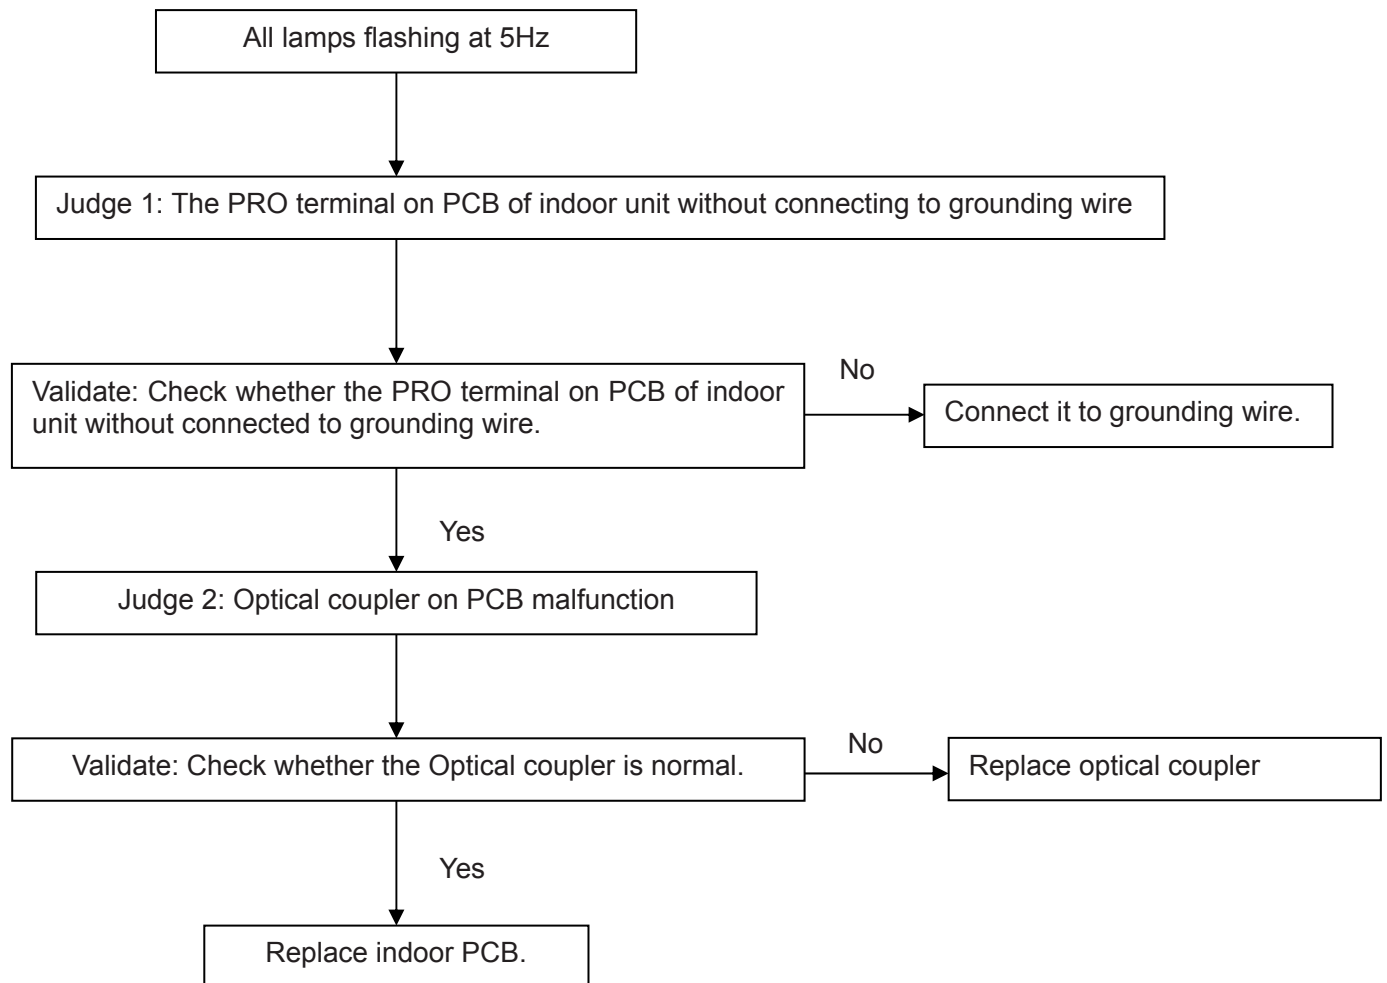 All lamps flashing at 5Hz
Judge 1: The PRO terminal on PCB of indoor unit without connecting to grounding wire
Validate: Check whether the PRO terminal on PCB of indoor
unit without connected to grounding wire.
No
Connect it to grounding wire.
Yes
Judge 2: Optical coupler on PCB malfunction
Validate: Check whether the Optical coupler is normal.
No
Replace optical coupler
Yes
Replace indoor PCB.